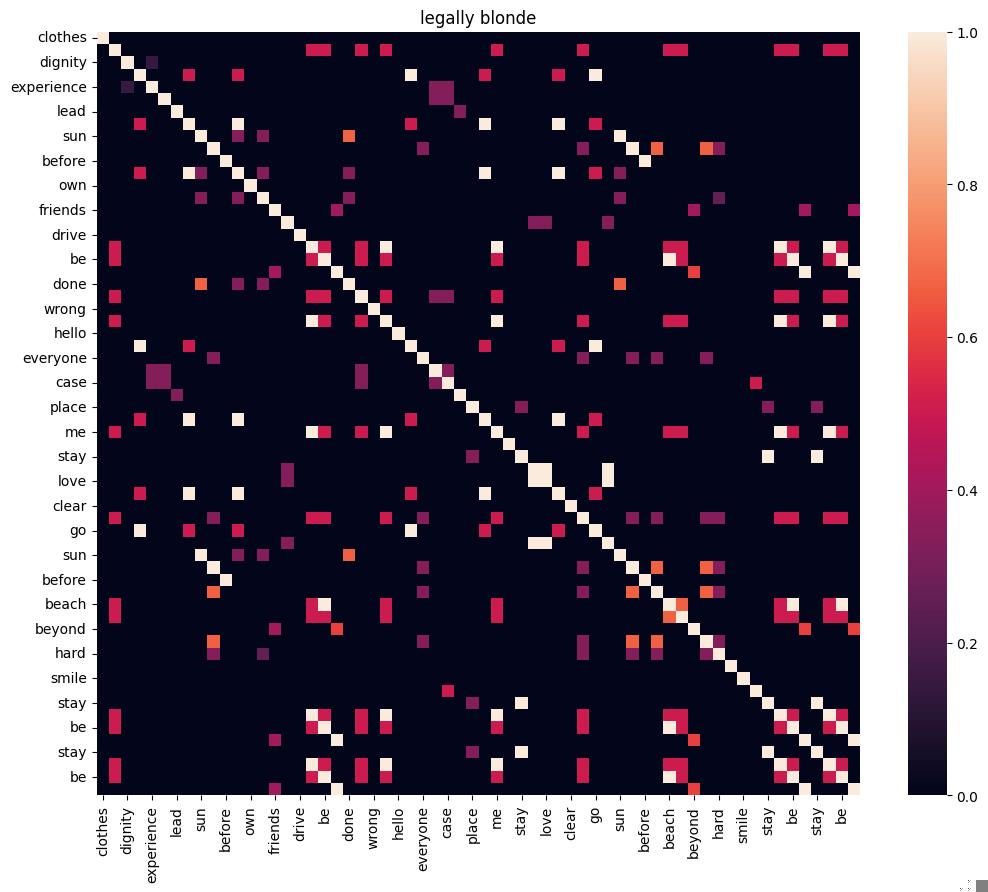 legally blonde
clothes
dignity
experience
lead
sun
before
own
friends
drive
be
done
wrong
hello
everyone
case
place
me
stay
love
clear
go
sun
before
beach
beyond
hard
smile
stay
be
stay
be
1.0
0.8
0.6
0.4
0.2
0.0
clothes
dignity
experience
lead
sun
before
own
friends
drive
be
done
wrong
hello
everyone
case
place
me
stay
love
clear
go
sun
before
beach
beyond
hard
smile
stay
be
stay
be